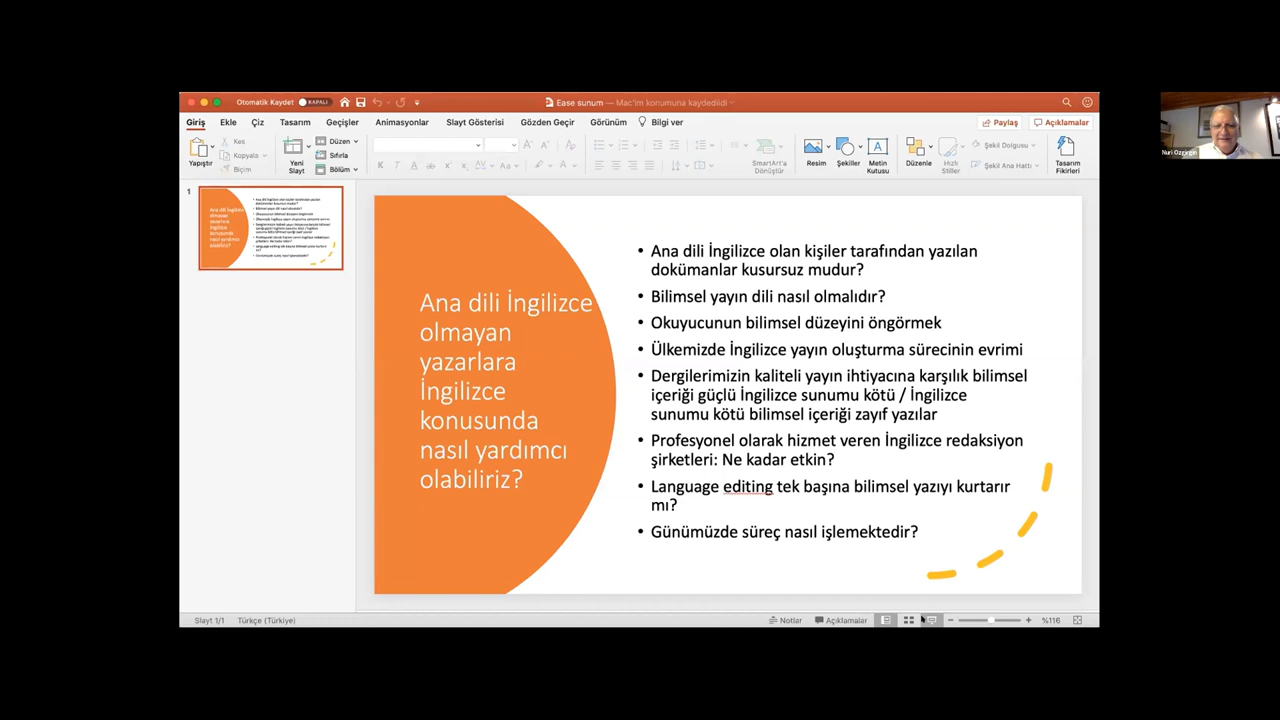 Otomatik Kaydet KAPALI
Ease sunum — Mac'im konumuna kaydedildi
Giriş Ekle Çiz Tasarım Geçişler Animasyonlar Slayt Gösterisi Gözden Geçir Görünüm Bilgi ver Paylaş Açıklamalar
Yapıştır Kes Kopyala Biçim
Yeni Slayt Düzen Sıfırla Bölüm
K T
SmartArt'a Dönüştür
Resim Şekiller Metin Kutusu Düzenle Hızlı Stiller Şekil Dolgusu Şekil Ana Hattı Tasarım Fikirleri
Nuri Ozgirgin
1
Ana dili İngilizce
olmayan
yazarlara
İngilizce
konusunda
nasıl yardımcı
olabiliriz?
• Ana dili İngilizce olan kişiler tarafından yazılan
dokümanlar kusursuz mudur?
• Bilimsel yayın dili nasıl olmalıdır?
• Okuyucunun bilimsel düzeyini öngörmek
• Ülkemizde İngilizce yayın oluşturma sürecinin evrimi
• Dergilerimizin kaliteli yayın ihtiyacına karşılık bilimsel
içeriği güçlü İngilizce sunumu kötü / İngilizce
sunumu kötü bilimsel içeriği zayıf yazılar
• Profesyonel olarak hizmet veren İngilizce redaksiyon
şirketleri: Ne kadar etkin?
• Language editing tek başına bilimsel yazıyı kurtarır
mı?
• Günümüzde süreç nasıl işlemektedir?
Slayt 1/1 Türkçe (Türkiye) Notlar Açıklamalar %116